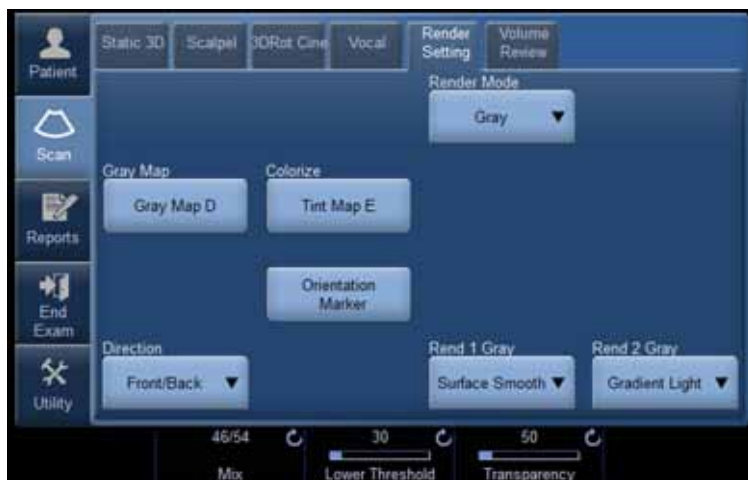 Patient
Scan
Reports
End
Exam
Utility
Static 3D
Scalpel
3DRot Cine
Vocal
Render
Setting
Volume
Review
Render Mode
Gray
Gray Map
Gray Map D
Colorize
Tint Map E
Orientation
Marker
Direction
Front/Back
Rend 1 Gray
Surface Smooth
Rend 2 Gray
Gradient Light
46/54
30
50
Mix
Lower Threshold
Transparency